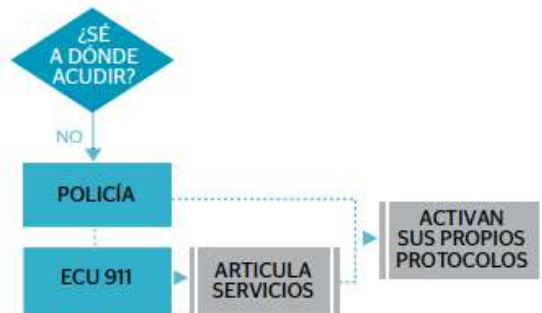 ¿SÉ
A DÓNDE
ACUDIR?
NO
POLICÍA
ECU 911
ARTICULA
SERVICIOS
ACTIVAN
SUS PROPIOS
PROTOCOLOS